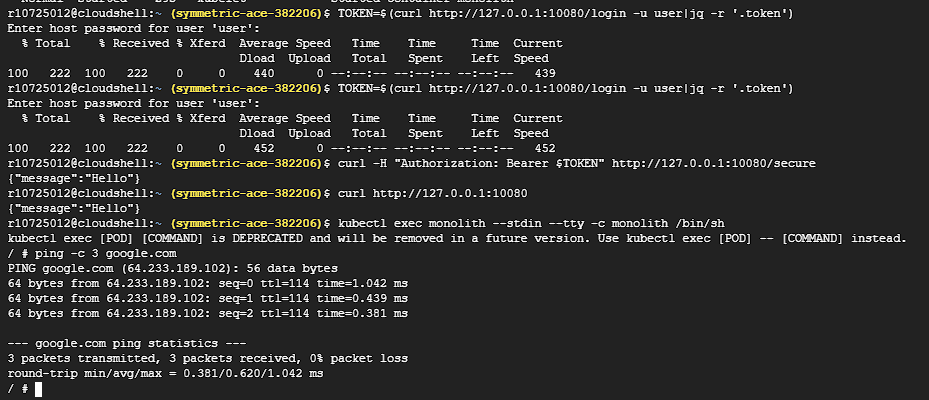 r10725012@cloudshell:~ (symmetric-ace-382206)$ TOKEN=$(curl http://127.0.0.1:10080/login -u user|jq -r '.token')
Enter host password for user 'user':
  % Total    % Received % Xferd  Average Speed   Time    Time     Time  Current
                                 Dload  Upload   Total   Spent    Left  Speed
100   222  100   222    0     0    440      0 --:--:-- --:--:-- --:--:--   439
r10725012@cloudshell:~ (symmetric-ace-382206)$ TOKEN=$(curl http://127.0.0.1:10080/login -u user|jq -r '.token')
Enter host password for user 'user':
  % Total    % Received % Xferd  Average Speed   Time    Time     Time  Current
                                 Dload  Upload   Total   Spent    Left  Speed
100   222  100   222    0     0    452      0 --:--:-- --:--:-- --:--:--   452
r10725012@cloudshell:~ (symmetric-ace-382206)$ curl -H "Authorization: Bearer $TOKEN" http://127.0.0.1:10080/secure
{"message":"Hello"}
r10725012@cloudshell:~ (symmetric-ace-382206)$ curl http://127.0.0.1:10080
{"message":"Hello"}
r10725012@cloudshell:~ (symmetric-ace-382206)$ kubectl exec monolith --stdin --tty -c monolith /bin/sh
kubectl exec [POD] [COMMAND] is DEPRECATED and will be removed in a future version. Use kubectl exec [POD] -- [COMMAND] instead.
/ # ping -c 3 google.com
PING google.com (64.233.189.102): 56 data bytes
64 bytes from 64.233.189.102: seq=0 ttl=114 time=1.042 ms
64 bytes from 64.233.189.102: seq=1 ttl=114 time=0.439 ms
64 bytes from 64.233.189.102: seq=2 ttl=114 time=0.381 ms

--- google.com ping statistics ---
3 packets transmitted, 3 packets received, 0% packet loss
round-trip min/avg/max = 0.381/0.620/1.042 ms
/ #